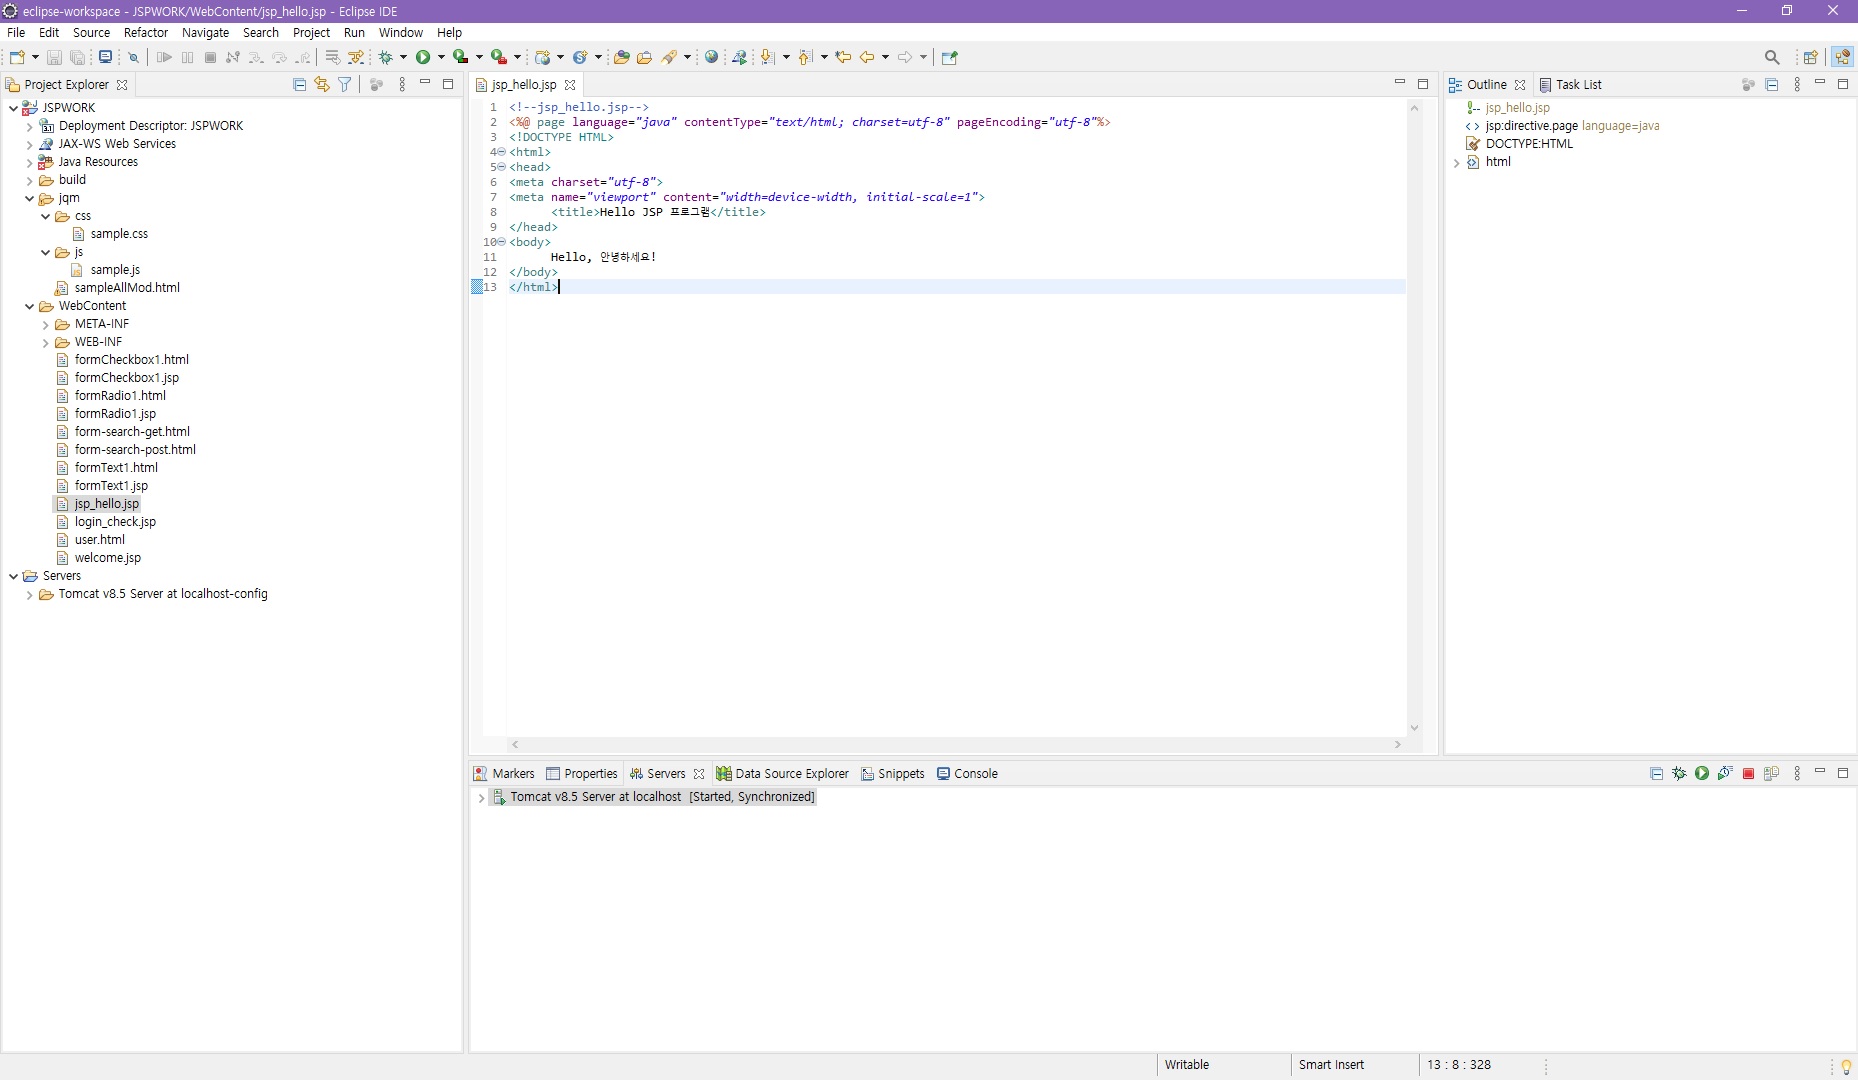 eclipse-workspace - JSPWORK/WebContent/jsp_hello.jsp - Eclipse IDE
File Edit Source Refactor Navigate Search Project Run Window Help
Project Explorer
JSPWORK
Deployment Descriptor: JSPWORK
JAX-WS Web Services
Java Resources
build
jqm
css
sample.css
js
sample.js
sampleAllMod.html
WebContent
META-INF
WEB-INF
formCheckbox1.html
formCheckbox1.jsp
formRadio1.html
formRadio1.jsp
form-search-get.html
form-search-post.html
formText1.html
formText1.jsp
jsp_hello.jsp
login_check.jsp
user.html
welcome.jsp
Servers
Tomcat v8.5 Server at localhost-config
jsp_hello.jsp
1 <!--jsp_hello.jsp-->
2 <%@ page language="java" contentType="text/html; charset=utf-8" pageEncoding="utf-8"%>
3 <!DOCTYPE HTML>
4 <html>
5 <head>
6 <meta charset="utf-8">
7 <meta name="viewport" content="width=device-width, initial-scale=1">
8 <title>Hello JSP 프로그램</title>
9 </head>
10 <body>
11 Hello, 안녕하세요!
12 </body>
13 </html>
Outline Task List
jsp_hello.jsp
jsp:directive.page language=java
DOCTYPE:HTML
html
Markers Properties Servers Data Source Explorer Snippets Console
Tomcat v8.5 Server at localhost [Started, Synchronized]
Writable Smart Insert 13 : 8 : 328